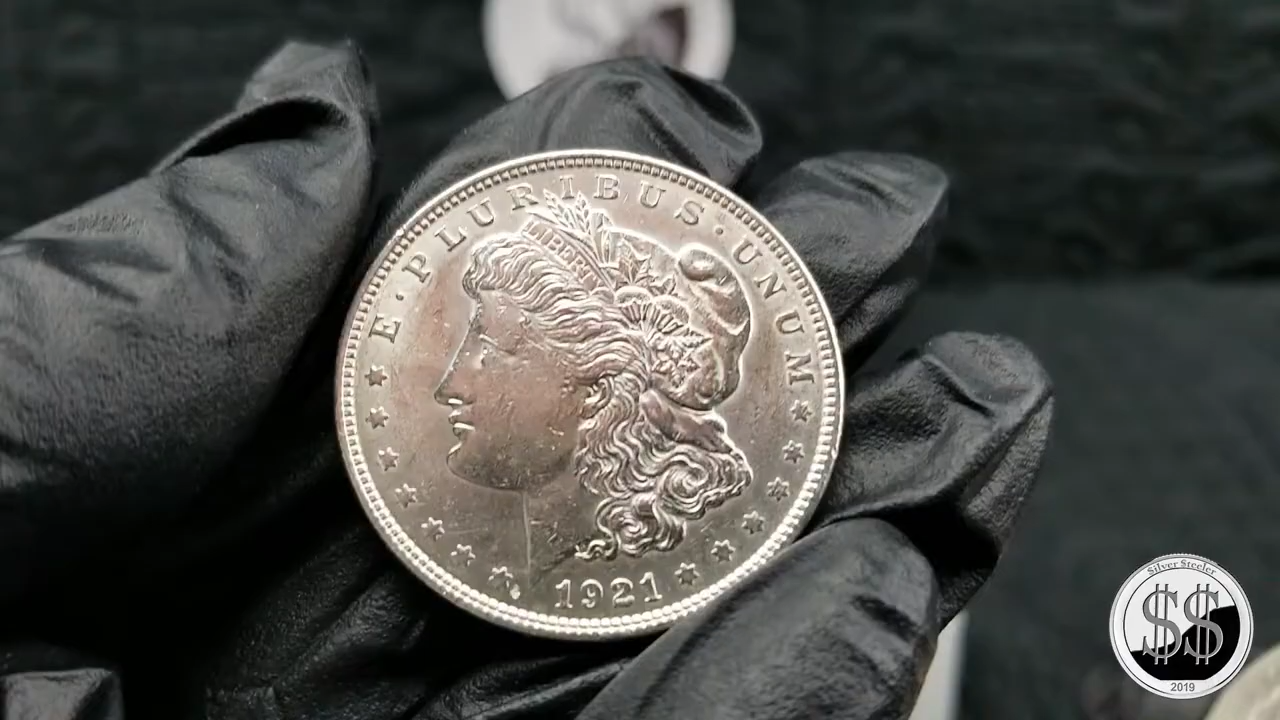 E·PLURIBUS·UNUM
LIBERTY
1921
Silver Steeler
$$
2019